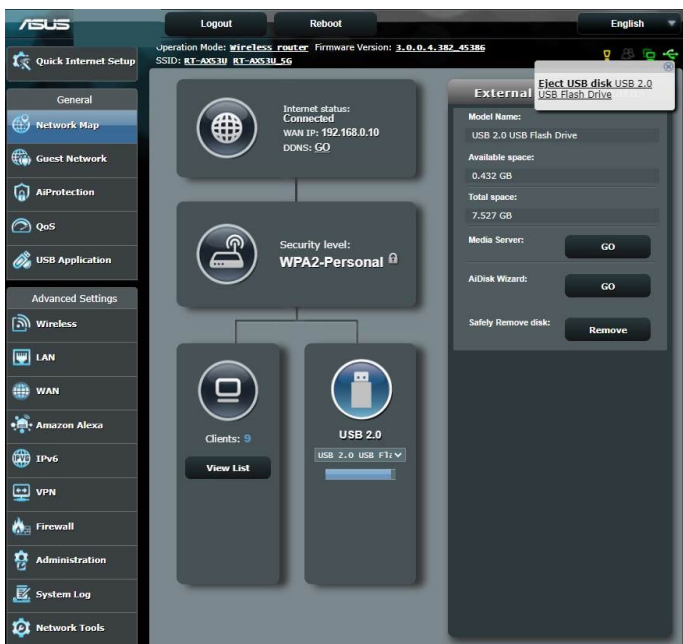 ASUS
Logout
Reboot
English
Operation Mode: Wireless router Firmware Version: 3.0.0.4.382_45386
SSID: RT-AX53U RT-AX53U_5G
Eject USB disk USB 2.0
USB Flash Drive
Quick Internet Setup
General
Network Map
Guest Network
AiProtection
QoS
USB Application
Advanced Settings
Wireless
LAN
WAN
Amazon Alexa
IPv6
VPN
Firewall
Administration
System Log
Network Tools
Internet status:
Connected
WAN IP: 192.168.0.10
DDNS: GO
Security level:
WPA2-Personal
Clients: 9
View List
USB 2.0
USB 2.0 USB Fla
External
Model Name:
USB 2.0 USB Flash Drive
Available space:
0.432 GB
Total space:
7.527 GB
Media Server:
GO
AiDisk Wizard:
GO
Safely Remove disk:
Remove